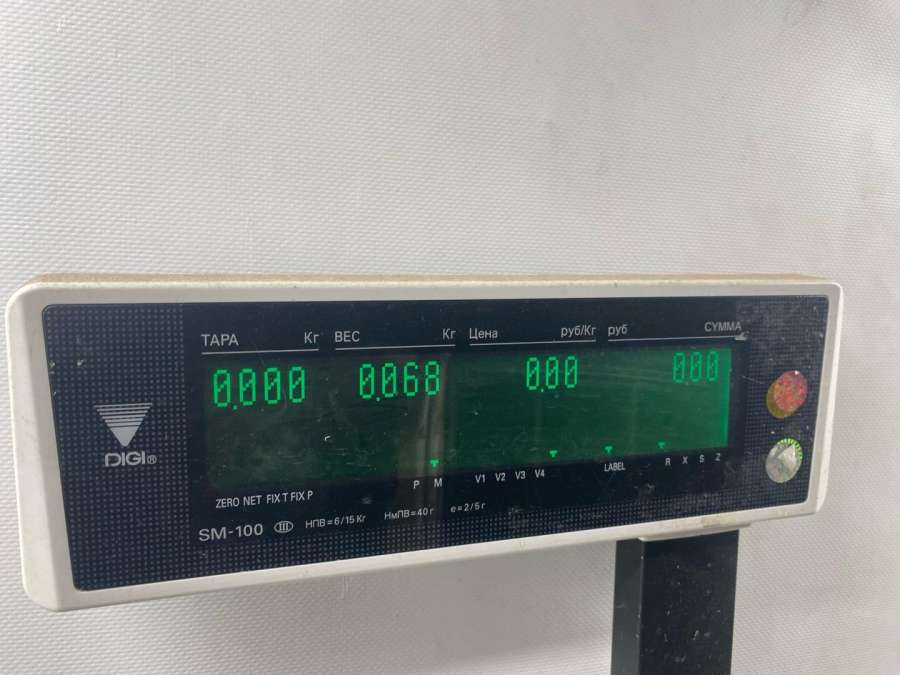 ТАРА Кг ВЕС Кг Цена руб/Кг руб СУММА
0.000 0.068 0.00 0.00
DIGI®
P M V1 V2 V3 V4 LABEL R X S Z
ZERO NET FIX T FIX P
SM-100 III НПВ=6/15 Кг НмПВ=40 г e=2/5 г